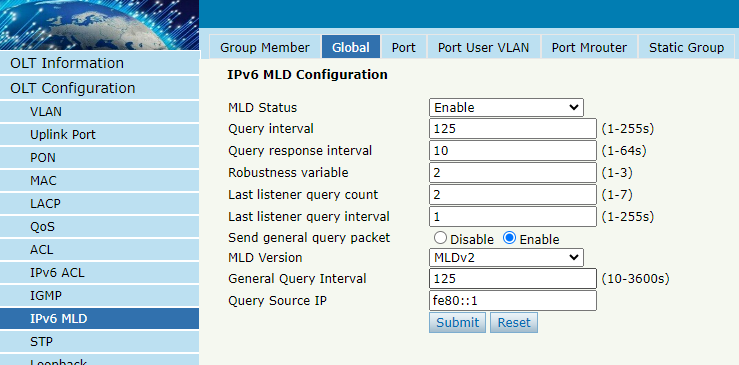 Group Member Global Port Port User VLAN Port Mrouter Static Group
OLT Information
OLT Configuration
VLAN
Uplink Port
PON
MAC
LACP
QoS
ACL
IPv6 ACL
IGMP
IPv6 MLD
STP
Loopback
IPv6 MLD Configuration
MLD Status Enable
Query interval 125 (1-255s)
Query response interval 10 (1-64s)
Robustness variable 2 (1-3)
Last listener query count 2 (1-7)
Last listener query interval 1 (1-255s)
Send general query packet Disable Enable
MLD Version MLDv2
General Query Interval 125 (10-3600s)
Query Source IP fe80::1
Submit Reset